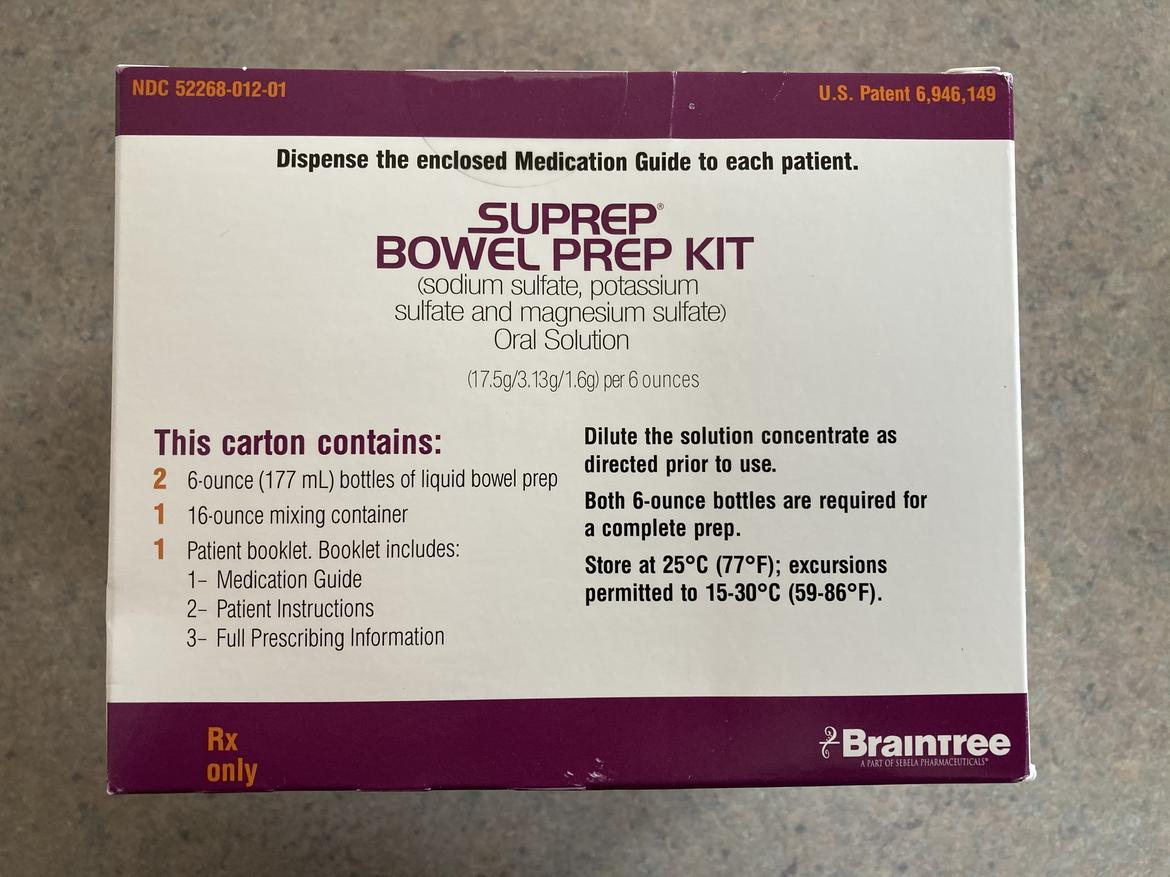 NDC 52268-012-01
U.S. Patent 6,946,149
Dispense the enclosed Medication Guide to each patient.
SUPREP®
BOWEL PREP KIT
(sodium sulfate, potassium
sulfate and magnesium sulfate)
Oral Solution
(17.5g/3.13g/1.6g) per 6 ounces
This carton contains:
2 6-ounce (177 mL) bottles of liquid bowel prep
1 16-ounce mixing container
1 Patient booklet. Booklet includes:
1– Medication Guide
2– Patient Instructions
3– Full Prescribing Information
Dilute the solution concentrate as
directed prior to use.
Both 6-ounce bottles are required for
a complete prep.
Store at 25°C (77°F); excursions
permitted to 15-30°C (59-86°F).
Rx
only
Braintree
A PART OF SEBELA PHARMACEUTICALS®